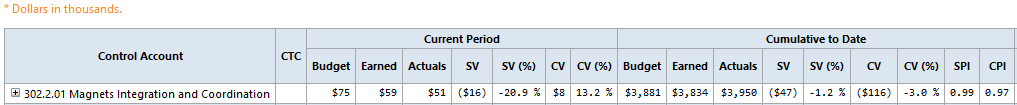 * Dollars in thousands.
Current Period Cumulative to Date
Control Account CTC Budget Earned Actuals SV SV (%) CV CV (%) Budget Earned Actuals SV SV (%) CV CV (%) SPI CPI
302.2.01 Magnets Integration and Coordination $75 $59 $51 ($16) -20.9 % $8 13.2 % $3,881 $3,834 $3,950 ($47) -1.2 % ($116) -3.0 % 0.99 0.97